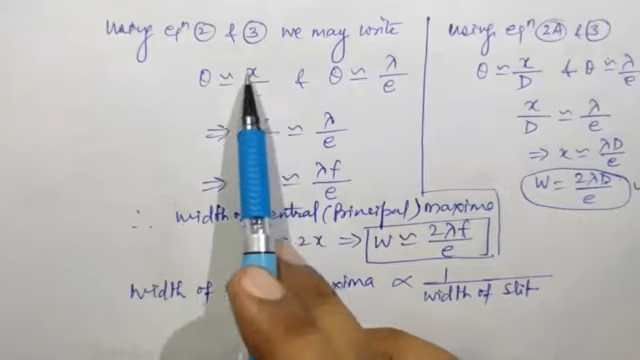 using eqⁿ ② & ③ we may write
θ ≃ x & θ ≃ λ/e
⇒ ≃ λ/e
⇒ ≃ λf/e
∴ width of central (Principal) maxima
2x ⇒ W ≃ 2λf/e
width of maxima ∝ 1/width of slit
using eqⁿ ②A & ③
θ ≃ x/D & θ ≃ λ/e
x/D ≃ λ/e
⇒ x ≃ λD/e
W ≃ 2λD/e